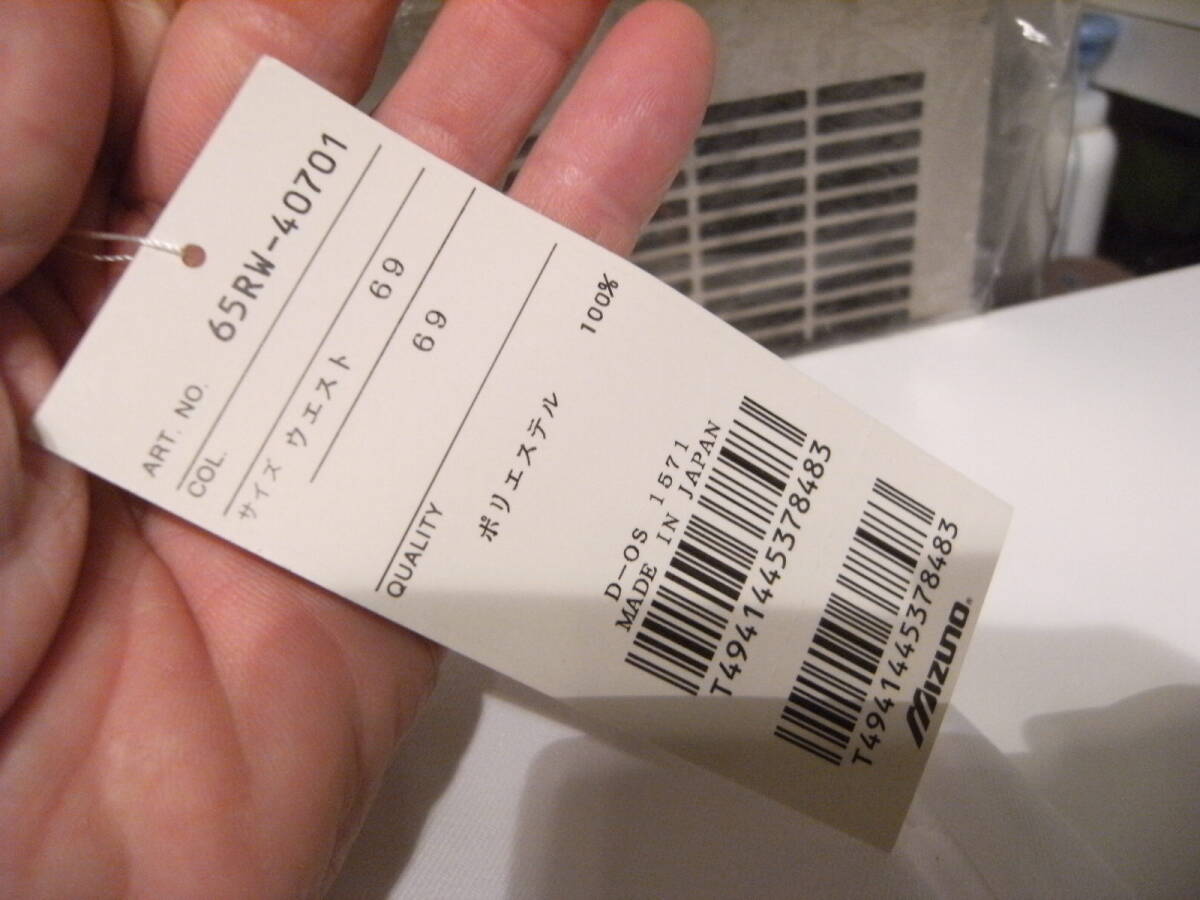 ART. NO. 65RW-40701
COL.
サイズ ウエスト 69
69
QUALITY
ポリエステル 100%
D-OS 1571
MADE IN JAPAN
T4941445378483
T4941445378483
Mizuno®